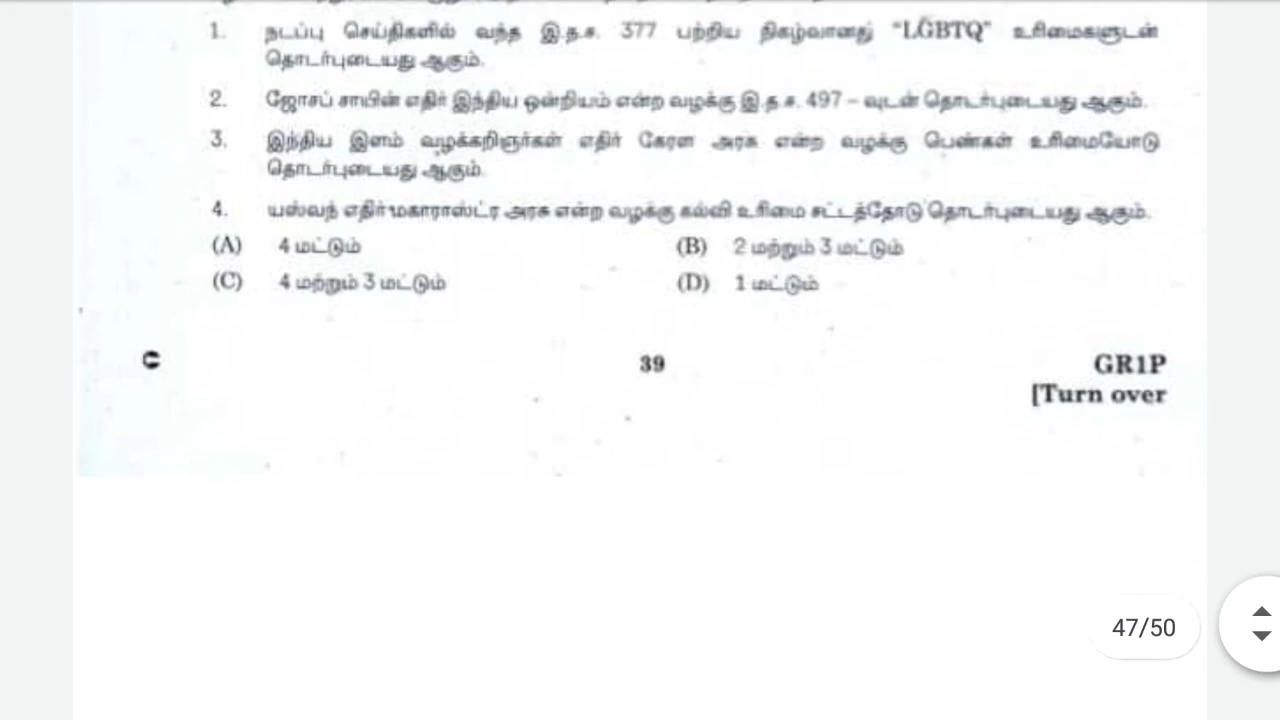 1. நடப்பு செய்திகளில் வந்த இ.த.ச. 377 பற்றிய நிகழ்வானது "LGBTQ" உரிமைகளுடன்
தொடர்புடையது ஆகும்.
2. ஜோசப் சாயின் எதிர் இந்திய ஒன்றியம் என்ற வழக்கு இ.த.ச. 497 – வுடன் தொடர்புடையது ஆகும்.
3. இந்திய இளம் வழக்கறிஞர்கள் எதிர் கேரள அரசு என்ற வழக்கு பெண்கள் உரிமையோடு
தொடர்புடையது ஆகும்.
4. யஸ்வந் எதிர் மகாராஸ்ட்ர அரசு என்ற வழக்கு கல்வி உரிமை சட்டத்தோடு தொடர்புடையது ஆகும்.
(A) 4 மட்டும் (B) 2 மற்றும் 3 மட்டும்
(C) 4 மற்றும் 3 மட்டும் (D) 1 மட்டும்
39 GR1P
[Turn over
47/50